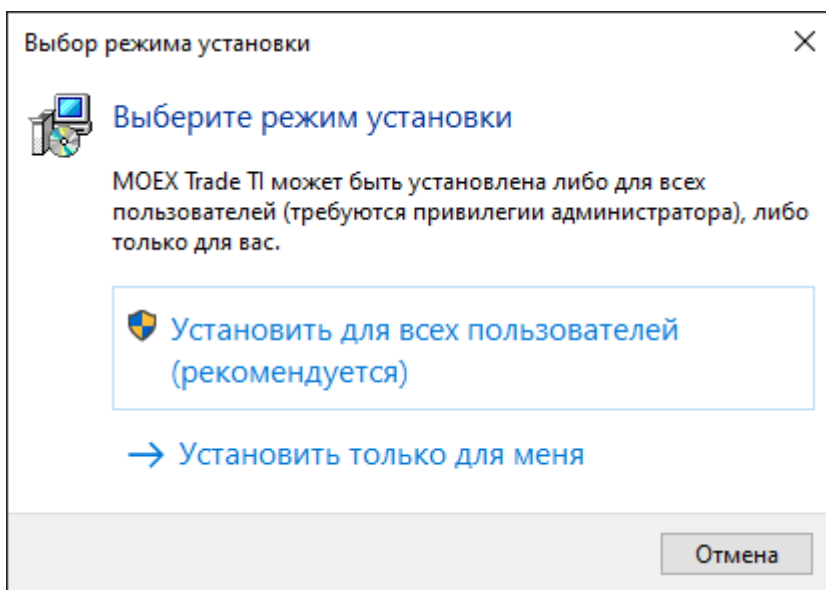 Выбор режима установки
Выберите режим установки
MOEX Trade TI может быть установлена либо для всех
пользователей (требуются привилегии администратора), либо
только для вас.
Установить для всех пользователей
(рекомендуется)
Установить только для меня
Отмена